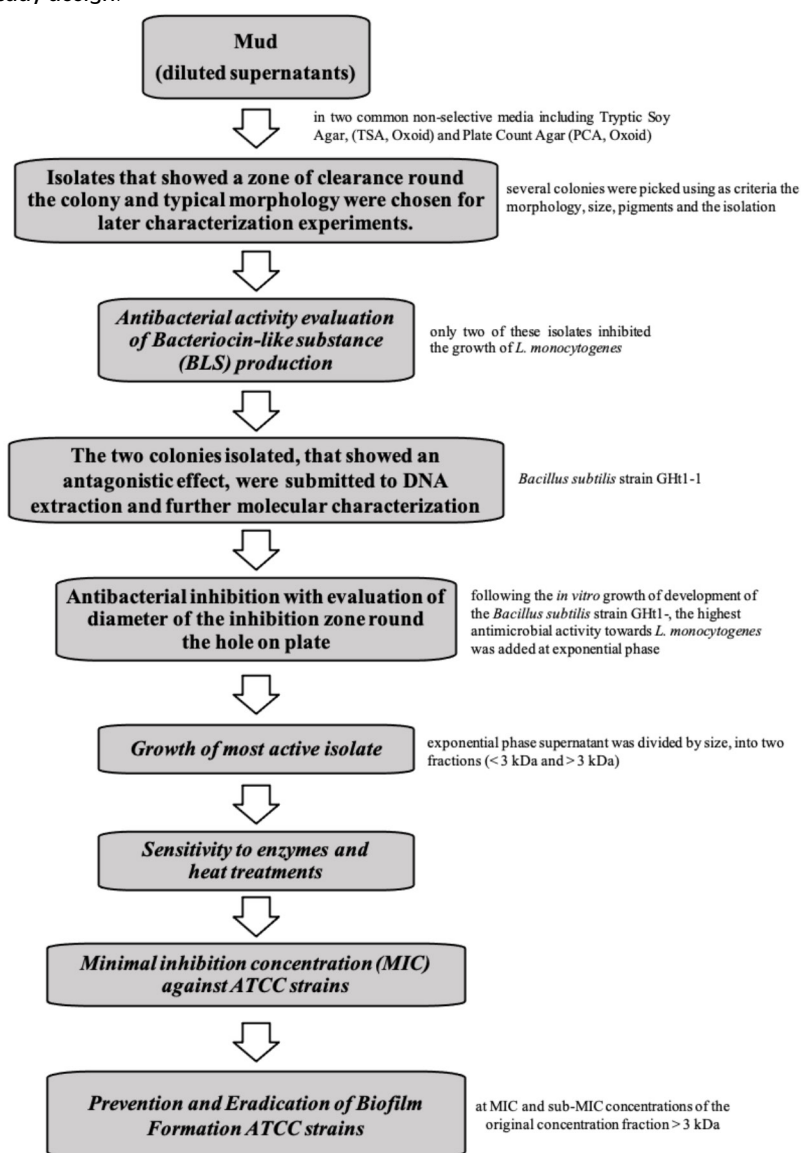 Mud
(diluted supernatants)
in two common non-selective media including Tryptic Soy
Agar, (TSA, Oxoid) and Plate Count Agar (PCA, Oxoid)
Isolates that showed a zone of clearance round
the colony and typical morphology were chosen for
later characterization experiments.
several colonies were picked using as criteria the
morphology, size, pigments and the isolation
Antibacterial activity evaluation
of Bacteriocin-like substance
(BLS) production
only two of these isolates inhibited
the growth of L. monocytogenes
The two colonies isolated, that showed an
antagonistic effect, were submitted to DNA
extraction and further molecular characterization
Bacillus subtilis strain GHt1-1
Antibacterial inhibition with evaluation of
diameter of the inhibition zone round
the hole on plate
following the in vitro growth of development of
the Bacillus subtilis strain GHt1-, the highest
antimicrobial activity towards L. monocytogenes
was added at exponential phase
Growth of most active isolate
exponential phase supernatant was divided by size, into two
fractions (< 3 kDa and > 3 kDa)
Sensitivity to enzymes and
heat treatments
Minimal inhibition concentration (MIC)
against ATCC strains
Prevention and Eradication of Biofilm
Formation ATCC strains
at MIC and sub-MIC concentrations of the
original concentration fraction > 3 kDa